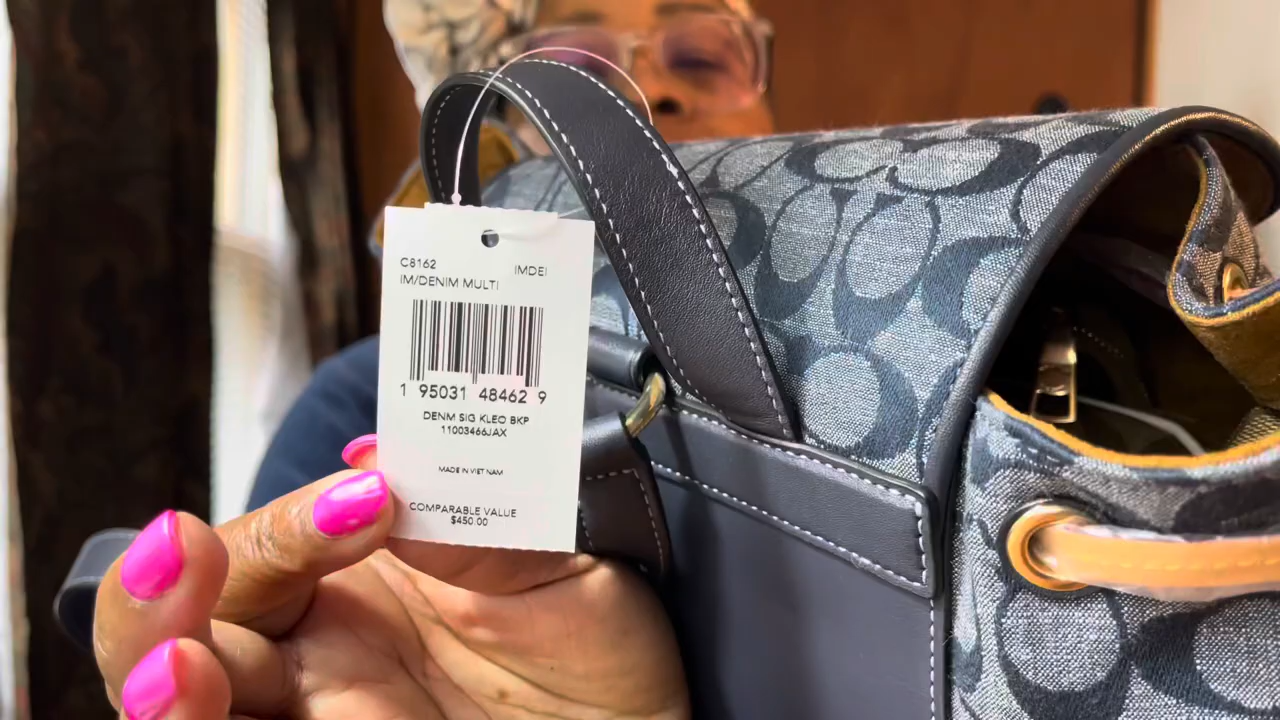 C8162 IMDEI
IM/DENIM MULTI
1 95031 48462 9
DENM SIG KLEO BKP
11003466JAX
MADE IN VIET NAM
COMPARABLE VALUE
$450.00